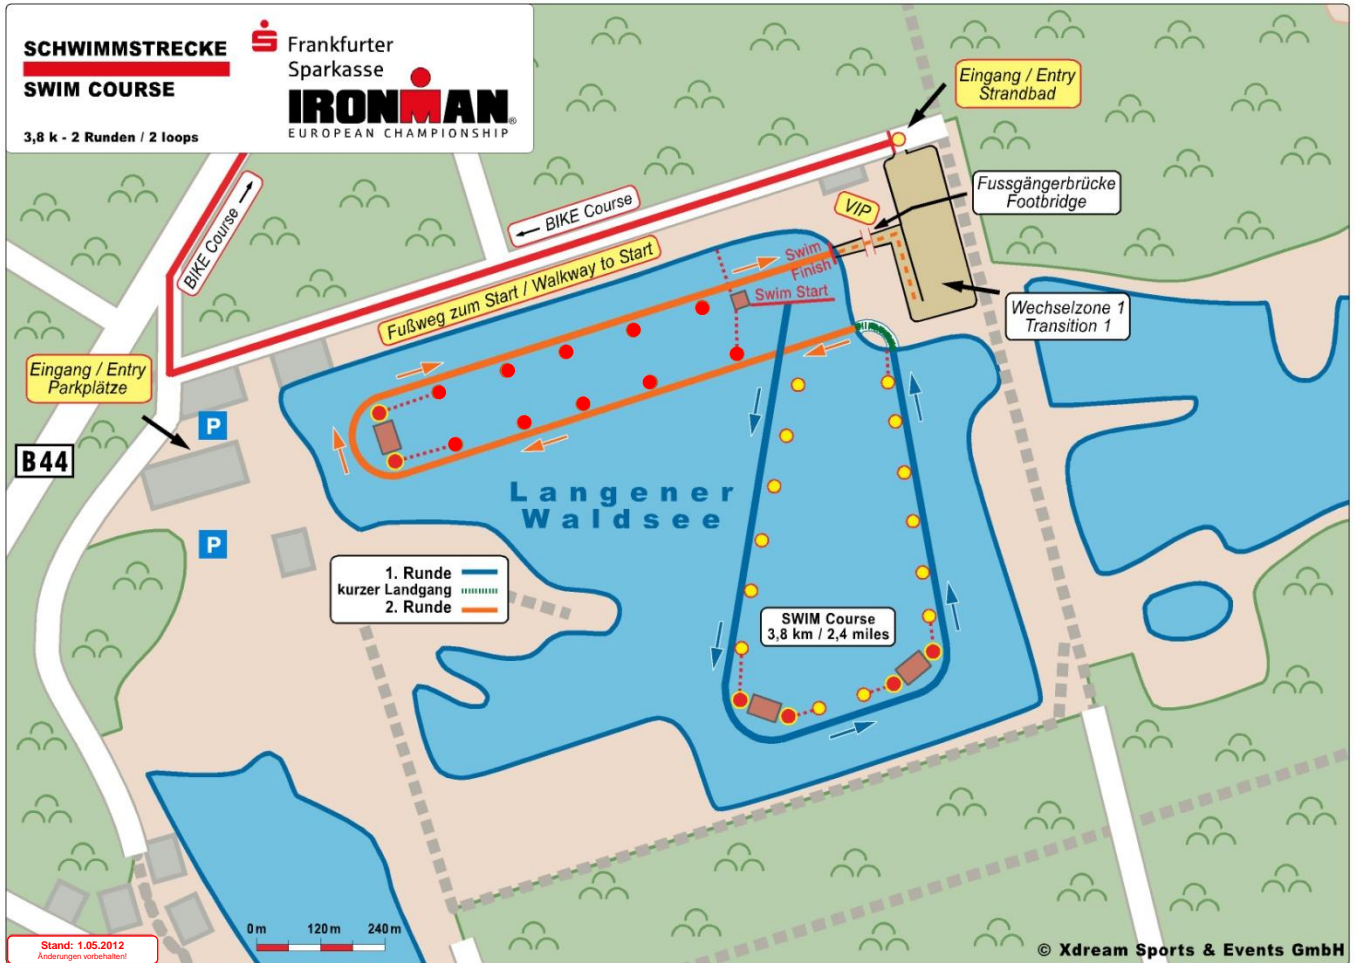 SCHWIMMSTRECKE
SWIM COURSE
3,8 k - 2 Runden / 2 loops
S Frankfurter
Sparkasse
IRONMAN®
EUROPEAN CHAMPIONSHIP
Eingang / Entry
Strandbad
Fussgängerbrücke
Footbridge
VIP
BIKE Course
← BIKE Course
Fußweg zum Start / Walkway to Start
Swim
Finish
Swim Start
Wechselzone 1
Transition 1
Eingang / Entry
Parkplätze
P
B44
P
Langener
Waldsee
1. Runde
kurzer Landgang
2. Runde
SWIM Course
3,8 km / 2,4 miles
0 m 120 m 240 m
Stand: 1.05.2012
Änderungen vorbehalten!
© Xdream Sports & Events GmbH